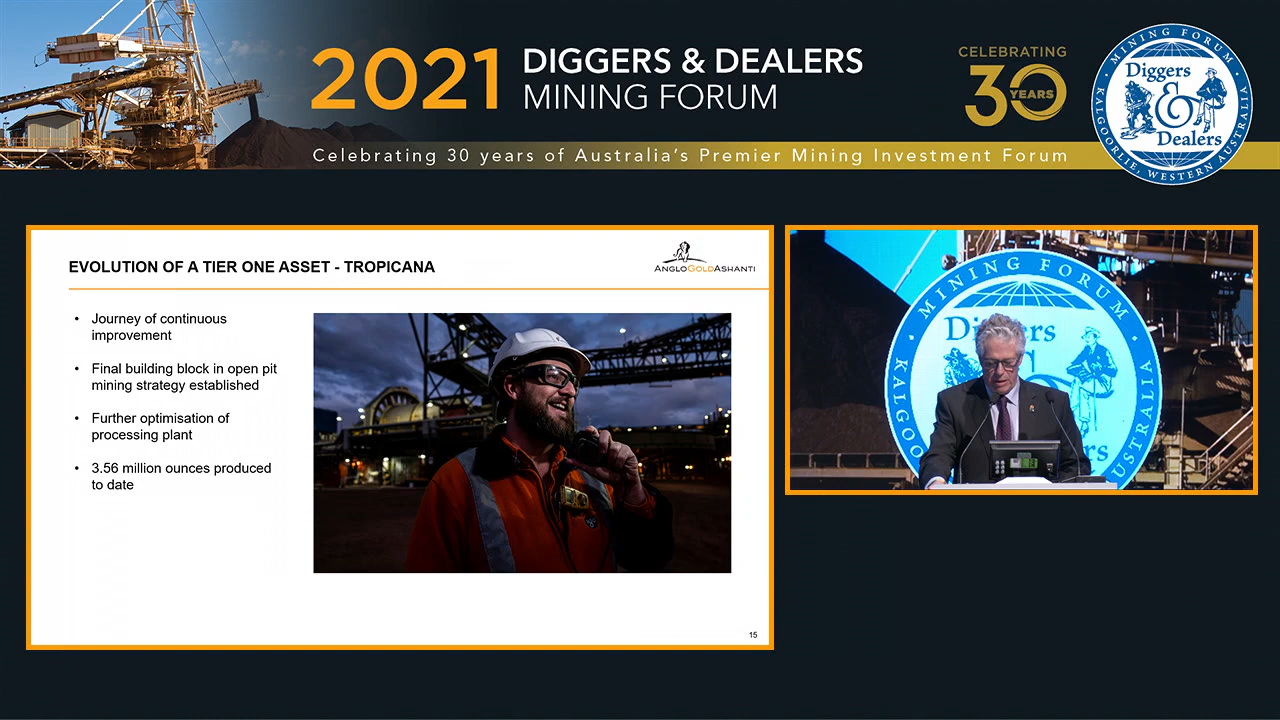 2021
DIGGERS & DEALERS
MINING FORUM
Celebrating 30 years of Australia's Premier Mining Investment Forum
CELEBRATING
30
YEARS
MINING FORUM
Diggers
&
Dealers
KALGOORLIE, WESTERN AUSTRALIA
EVOLUTION OF A TIER ONE ASSET - TROPICANA
ANGLOGOLDASHANTI
• Journey of continuous
improvement
• Final building block in open pit
mining strategy established
• Further optimisation of
processing plant
• 3.56 million ounces produced
to date
15
MINING FORUM
Diggers
KALGOO
AUSTRALIA